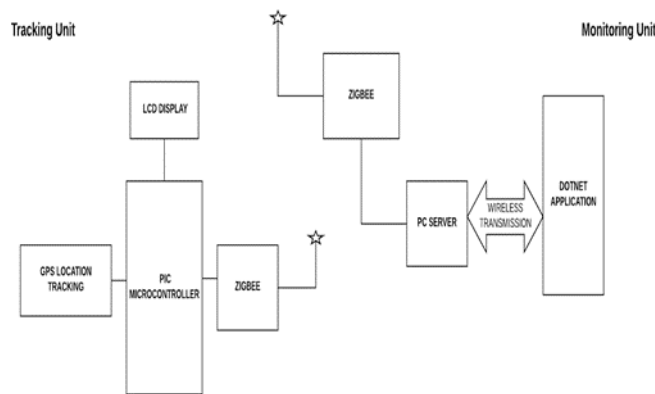 Tracking Unit
Monitoring Unit
LCD DISPLAY
ZIGBEE
DOTNET
APPLICATION
PC SERVER
WIRELESS
TRANSMISSION
GPS LOCATION
TRACKING
PIC
MICROCONTROLLER
ZIGBEE